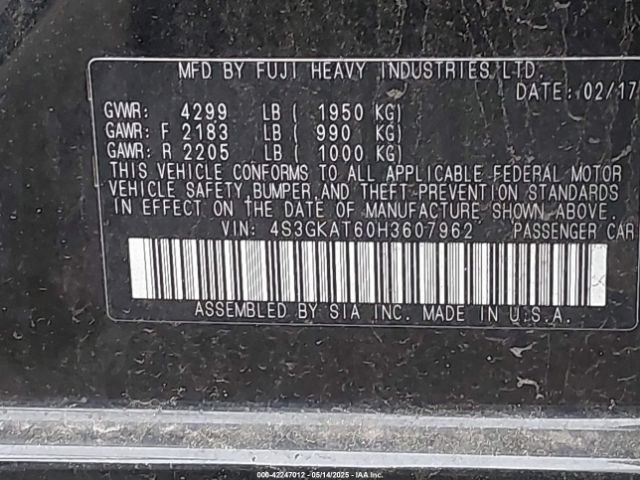 MFD BY FUJI HEAVY INDUSTRIES LTD.
DATE: 02/17
GVWR: 4299 LB ( 1950 KG)
GAWR: F 2183 LB ( 990 KG)
GAWR: R 2205 LB ( 1000 KG)
THIS VEHICLE CONFORMS TO ALL APPLICABLE FEDERAL MOTOR
VEHICLE SAFETY,BUMPER,AND THEFT-PREVENTION STANDARDS
IN EFFECT ON THE DATE OF MANUFACTURE SHOWN ABOVE.
VIN: 4S3GKAT60H3607962 PASSENGER CAR
ASSEMBLED BY SIA INC. MADE IN U.S.A.
000-42247012 - 05/14/2025 - IAAI.com